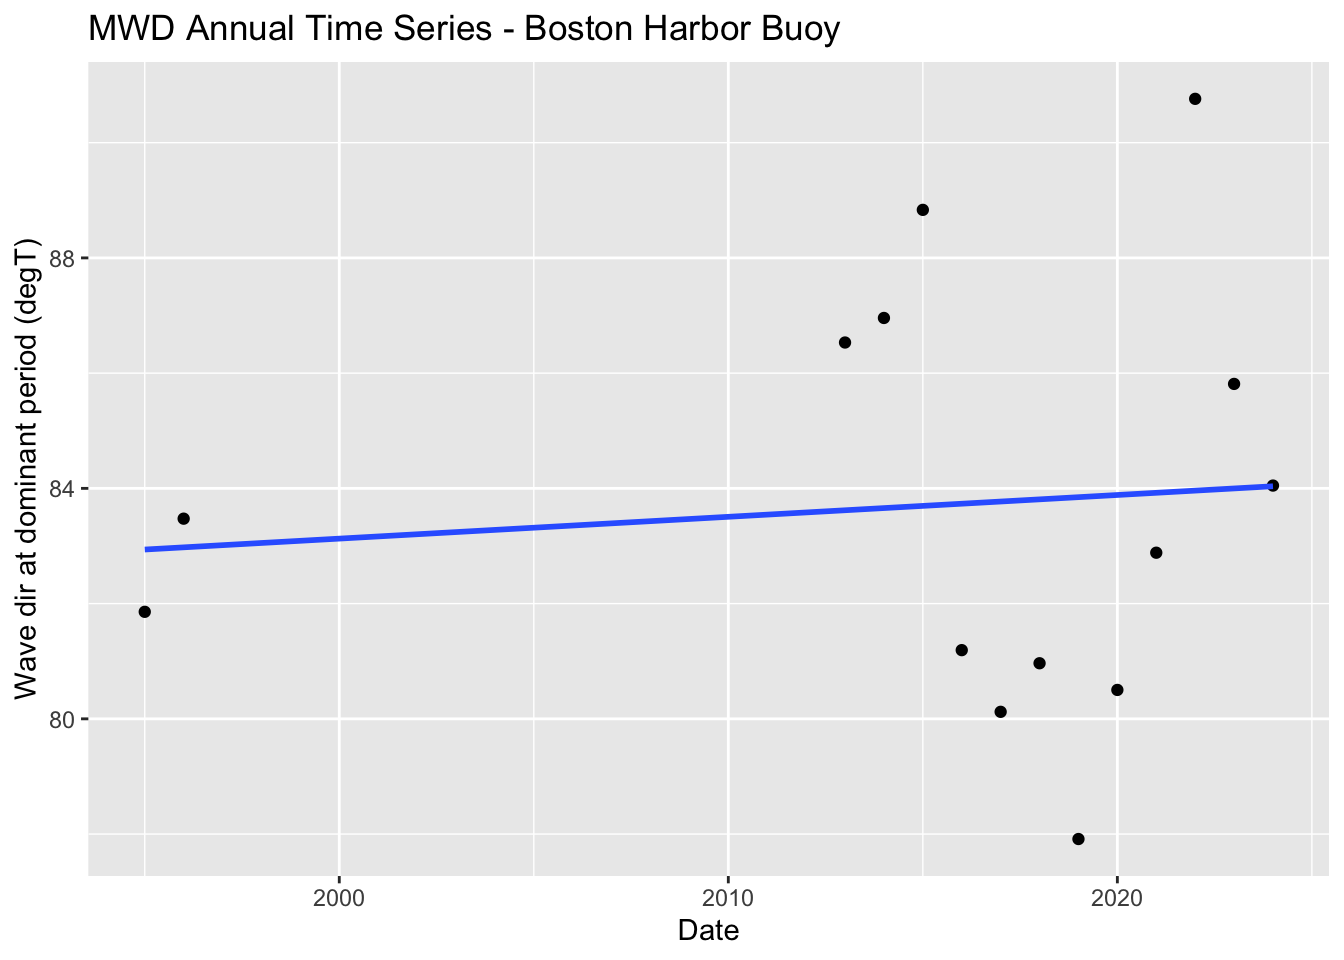 MWD Annual Time Series - Boston Harbor Buoy
Wave dir at dominant period (degT)
88
84
80
2000
2010
2020
Date